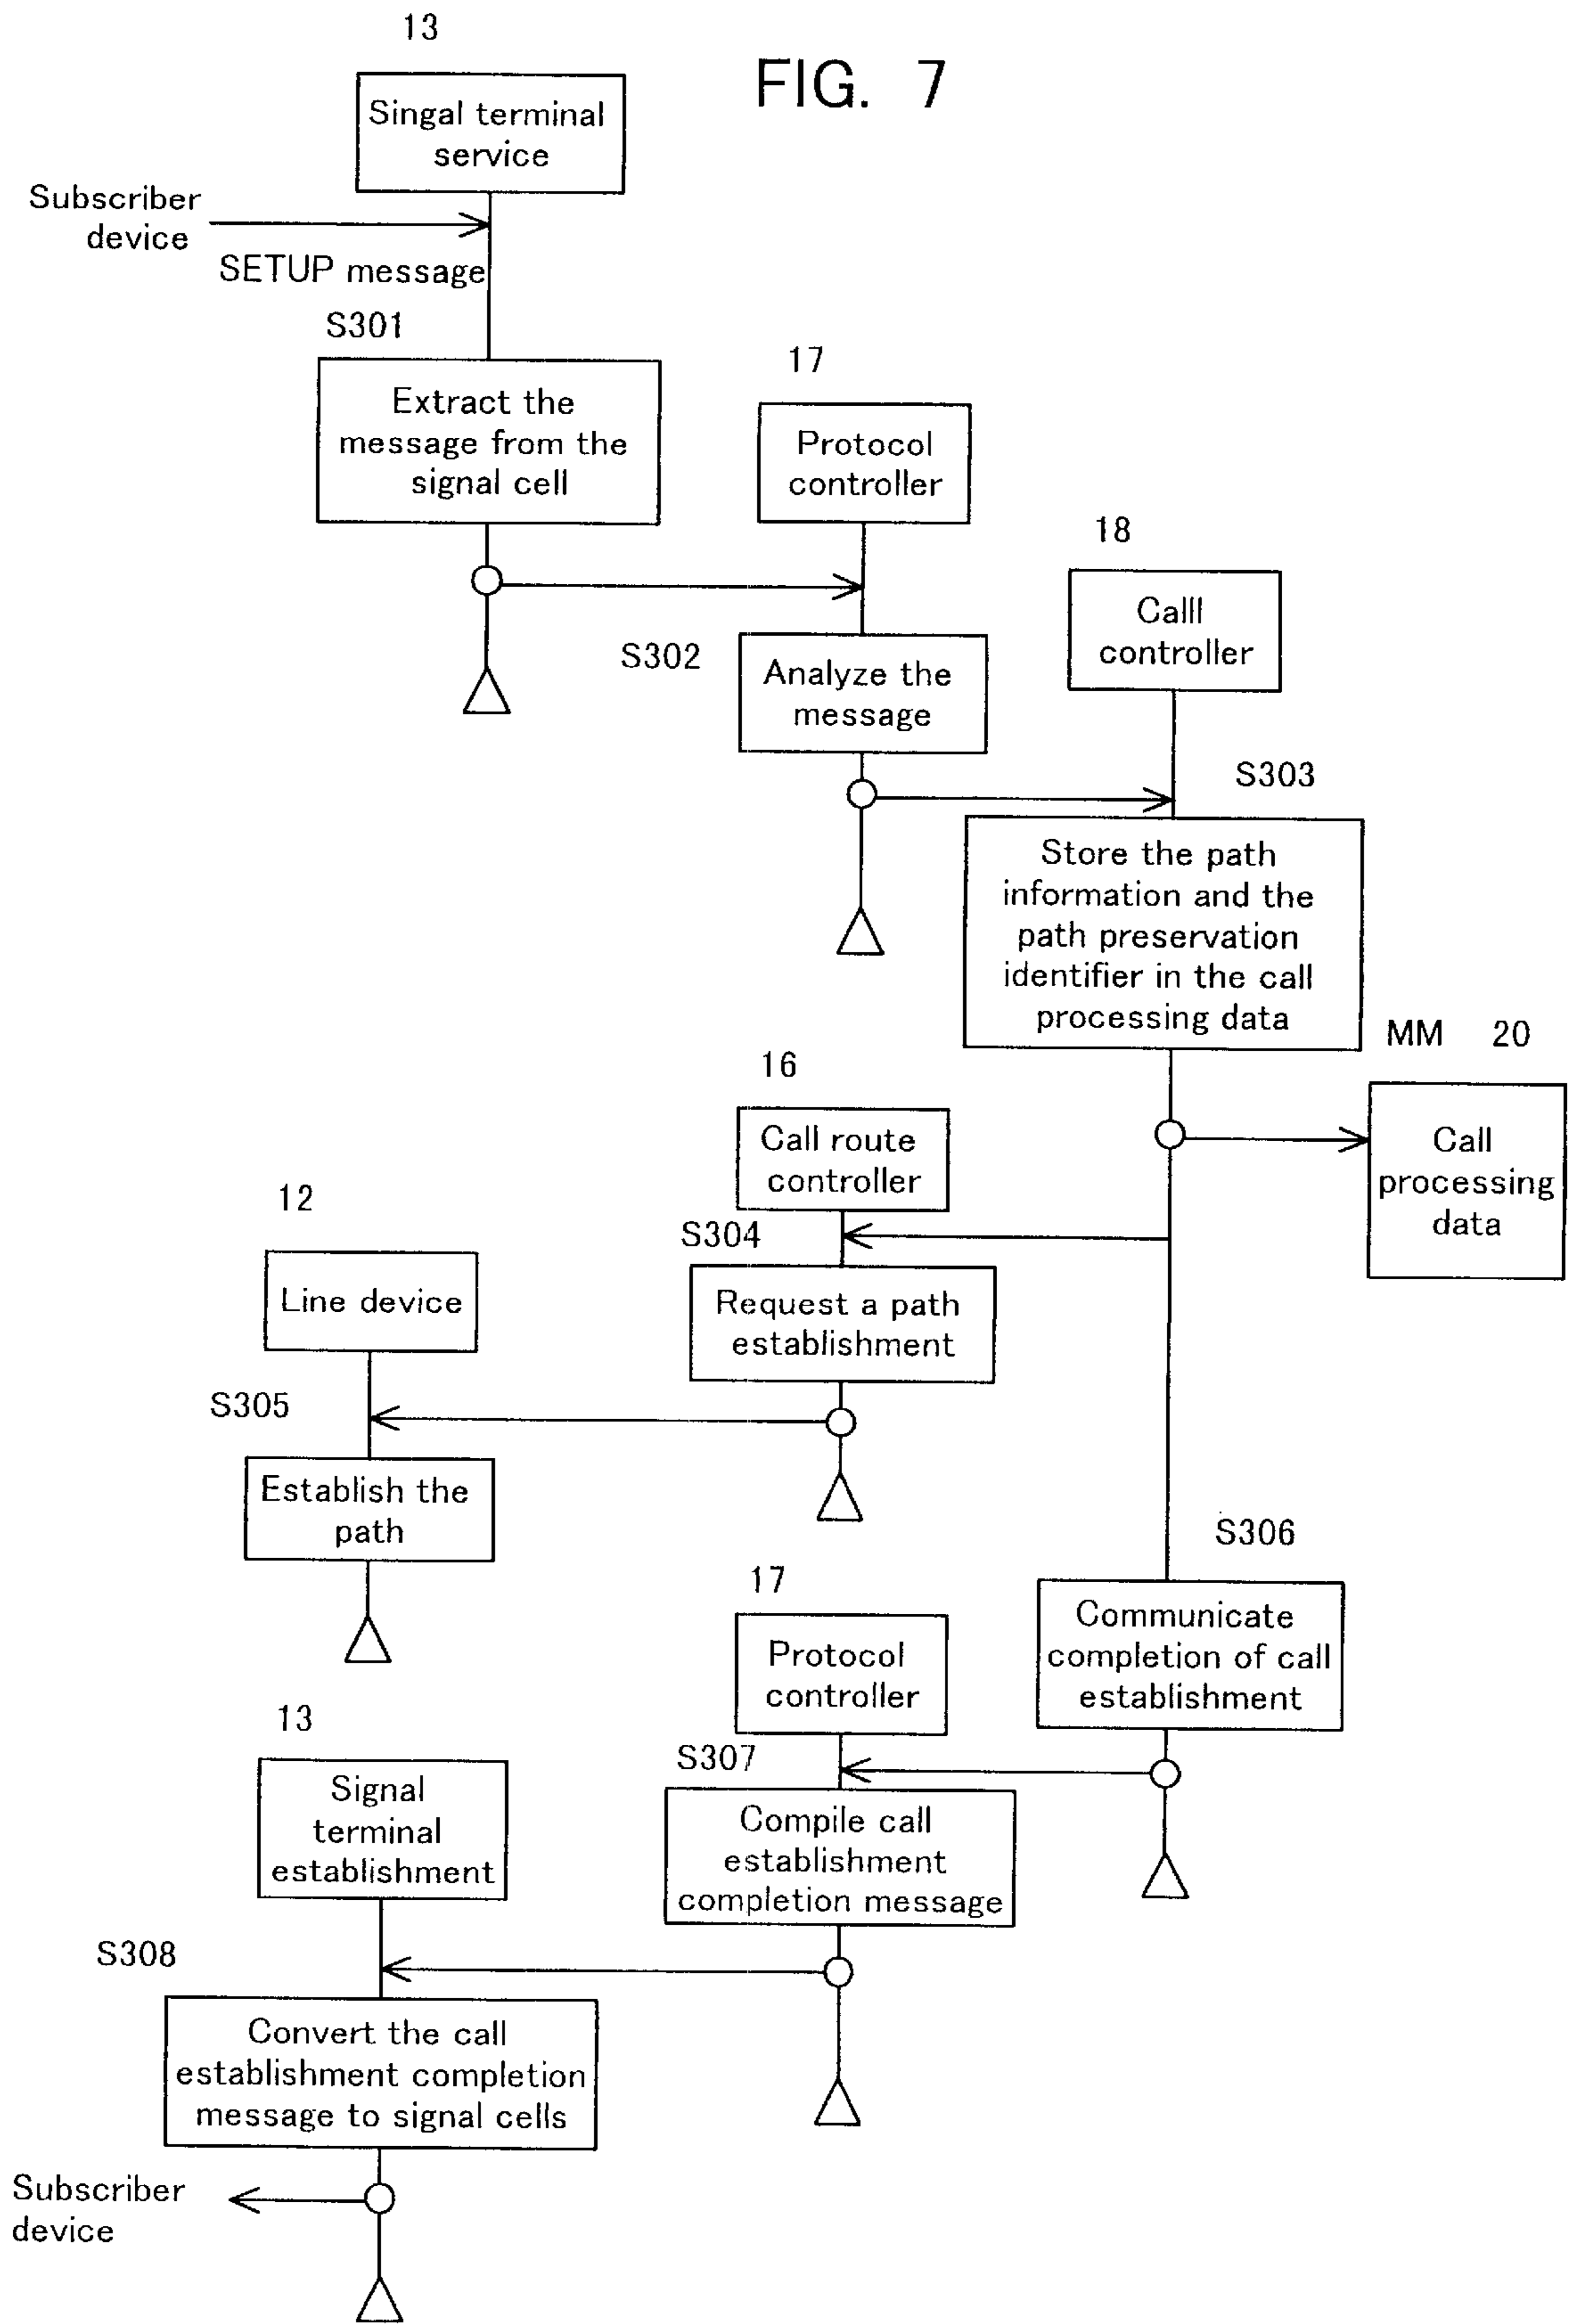 13
FIG. 7
Singal terminal
service
Subscriber
device
SETUP message
S301
Extract the
message from the
signal cell
17
Protocol
controller
18
Calll
controller
S302
Analyze the
message
S303
Store the path
information and the
path preservation
identifier in the call
processing data
MM 20
Call
processing
data
16
Call route
controller
12
Line device
S304
Request a path
establishment
S305
Establish the
path
S306
Communicate
completion of call
establishment
17
Protocol
controller
13
Signal
terminal
establishment
S307
Compile call
establishment
completion message
S308
Convert the call
establishment completion
message to signal cells
Subscriber
device